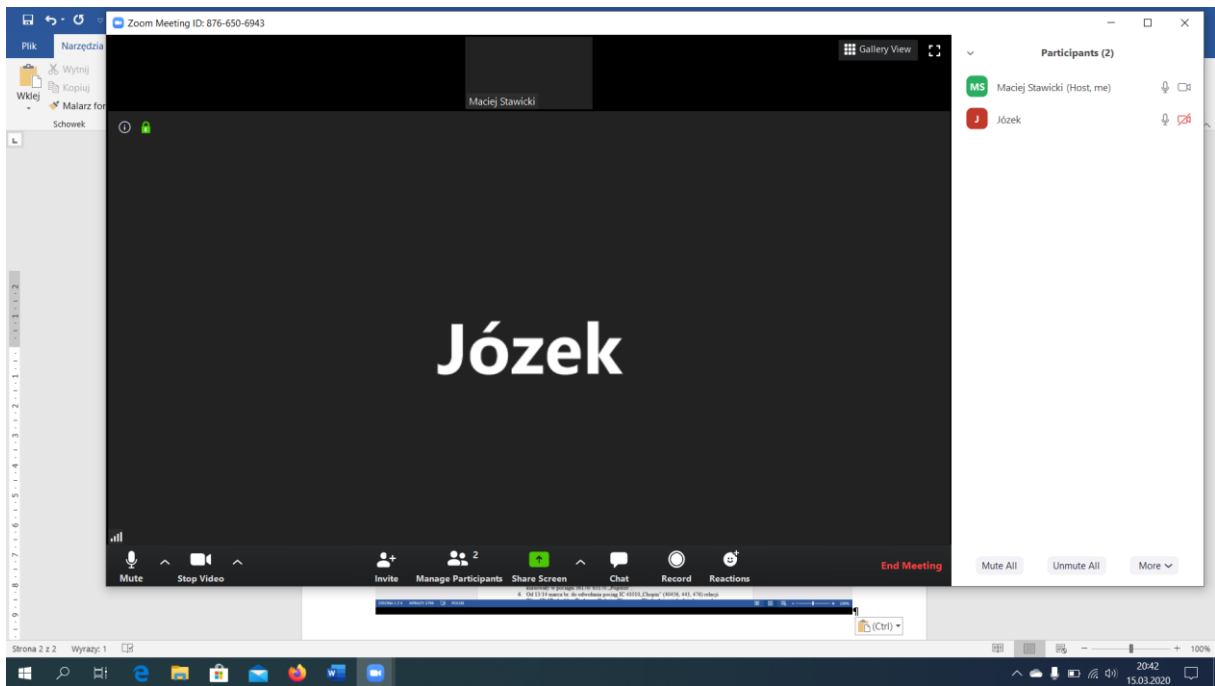 Zoom Meeting ID: 876-650-6943
Plik
Narzędzia
Wklej
Wytnij
Kopiuj
Malarz for
Schowek
Gallery View
Maciej Stawicki
Józek
Participants (2)
MS Maciej Stawicki (Host, me)
J Józek
Mute
Stop Video
Invite
Manage Participants 2
Share Screen
Chat
Record
Reactions
End Meeting
Mute All
Unmute All
More
(Ctrl)
Strona 2 z 2 Wyrazy: 1
100%
20:42
15.03.2020